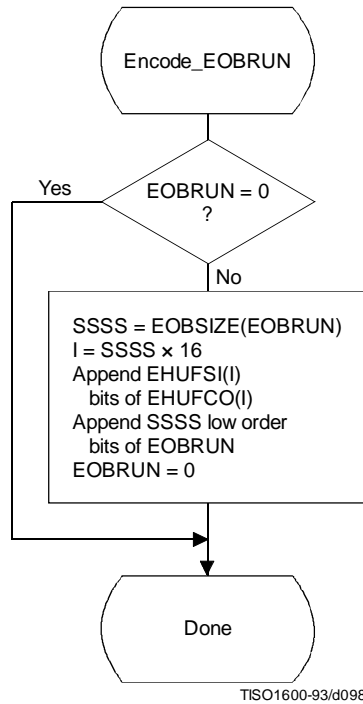 Encode_EOBRUN
Yes
EOBRUN = 0
?
No
SSSS = EOBSIZE(EOBRUN)
I = SSSS × 16
Append EHUFSI(I)
bits of EHUFCO(I)
Append SSSS low order
bits of EOBRUN
EOBRUN = 0
Done
TISO1600-93/d098